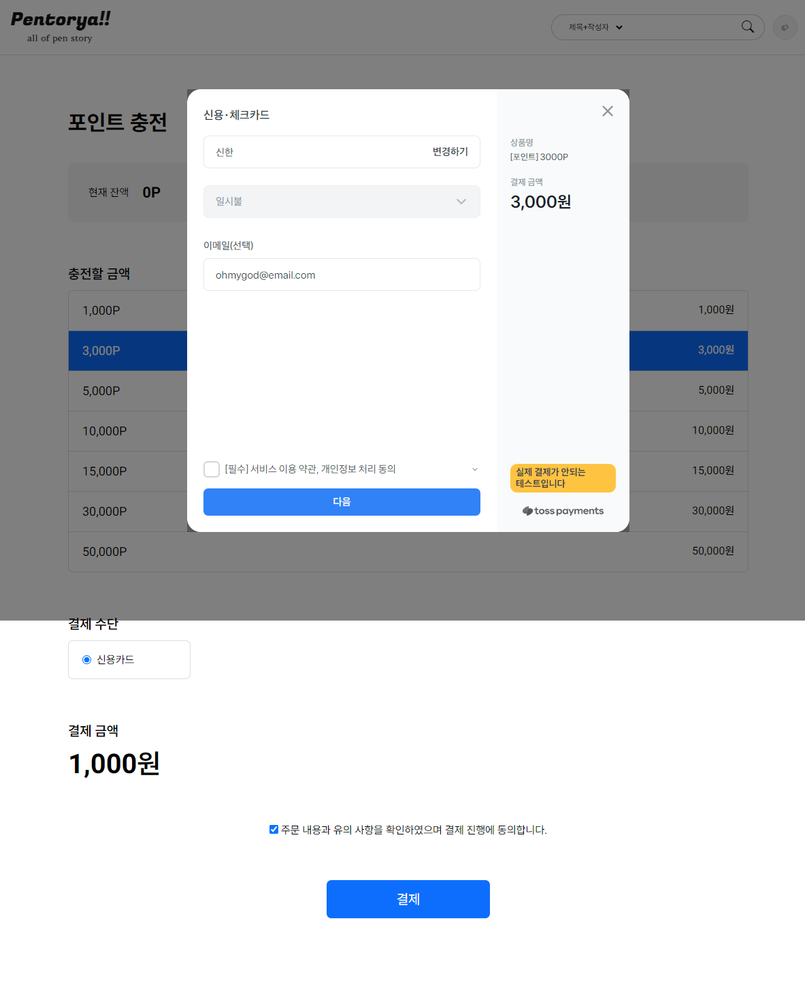 Pentorya!!
all of pen story
제목+작성자
포인트 충전
현재 잔액 0P
충전할 금액
1,000P 1,000원
3,000P 3,000원
5,000P 5,000원
10,000P 10,000원
15,000P 15,000원
30,000P 30,000원
50,000P 50,000원
신용·체크카드
신한 변경하기
일시불
이메일(선택)
ohmygod@email.com
[필수] 서비스 이용 약관, 개인정보 처리 동의
다음
상품명
[포인트] 3000P
결제 금액
3,000원
실제 결제가 안되는
테스트입니다
toss payments
결제 수단
신용카드
결제 금액
1,000원
주문 내용과 유의 사항을 확인하였으며 결제 진행에 동의합니다.
결제